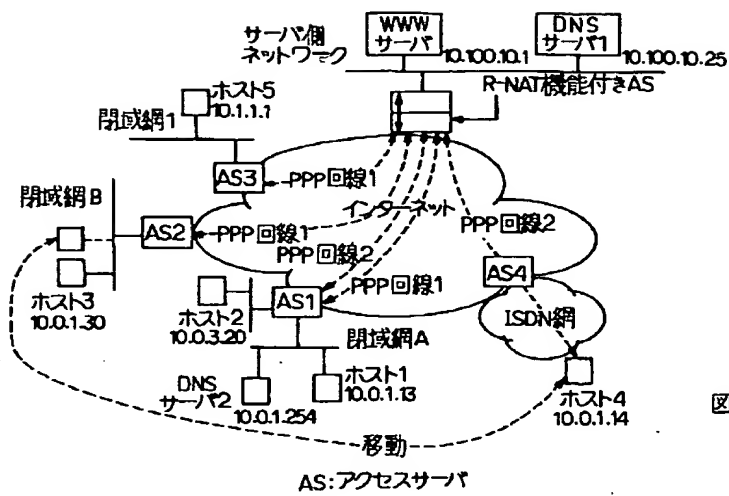 サーバ側
ネットワーク
WWW
サーバ
10.100.10.1
DNS
サーバ1
10.100.10.25
R-NAT機能付きAS
ホスト5
10.1.1.1
閉域網1
AS3
PPP回線1
インターネット
閉域網B
AS2
PPP回線1
PPP回線2
PPP回線2
ホスト3
10.0.1.30
ホスト2
10.0.3.20
AS1
PPP回線1
AS4
ISDN網
閉域網A
DNS
サーバ2
10.0.1.254
ホスト1
10.0.1.13
ホスト4
10.0.1.14
図
移動
AS:アクセスサーバ